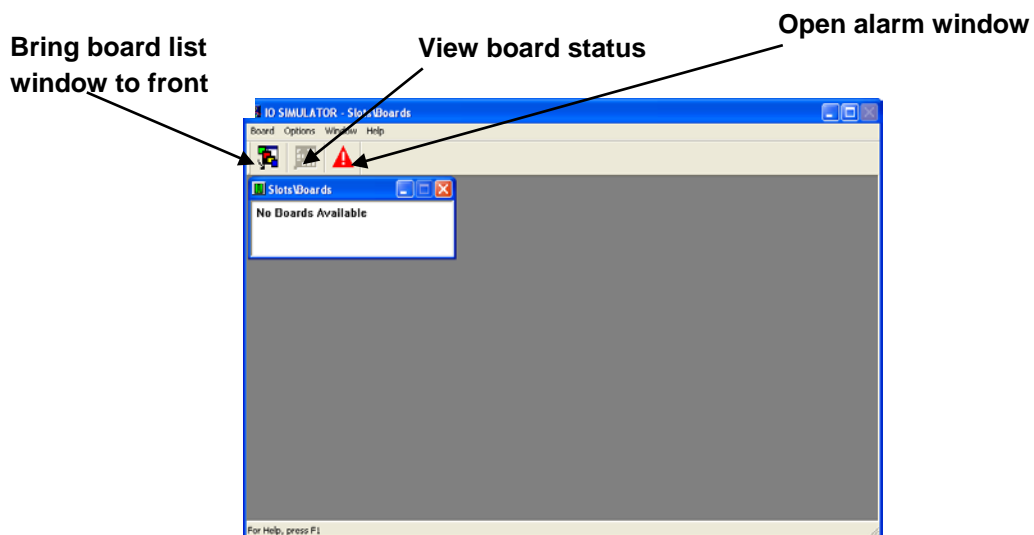 Open alarm window
Bring board list
window to front
View board status
IO SIMULATOR - Slots\Boards
Board Options Window Help
Slots\Boards
No Boards Available
For Help, press F1